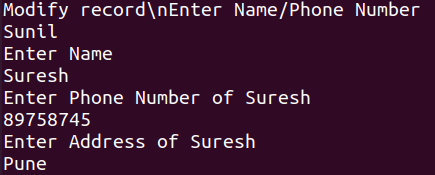 Modify record\nEnter Name/Phone Number
Sunil
Enter Name
Suresh
Enter Phone Number of Suresh
89758745
Enter Address of Suresh
Pune